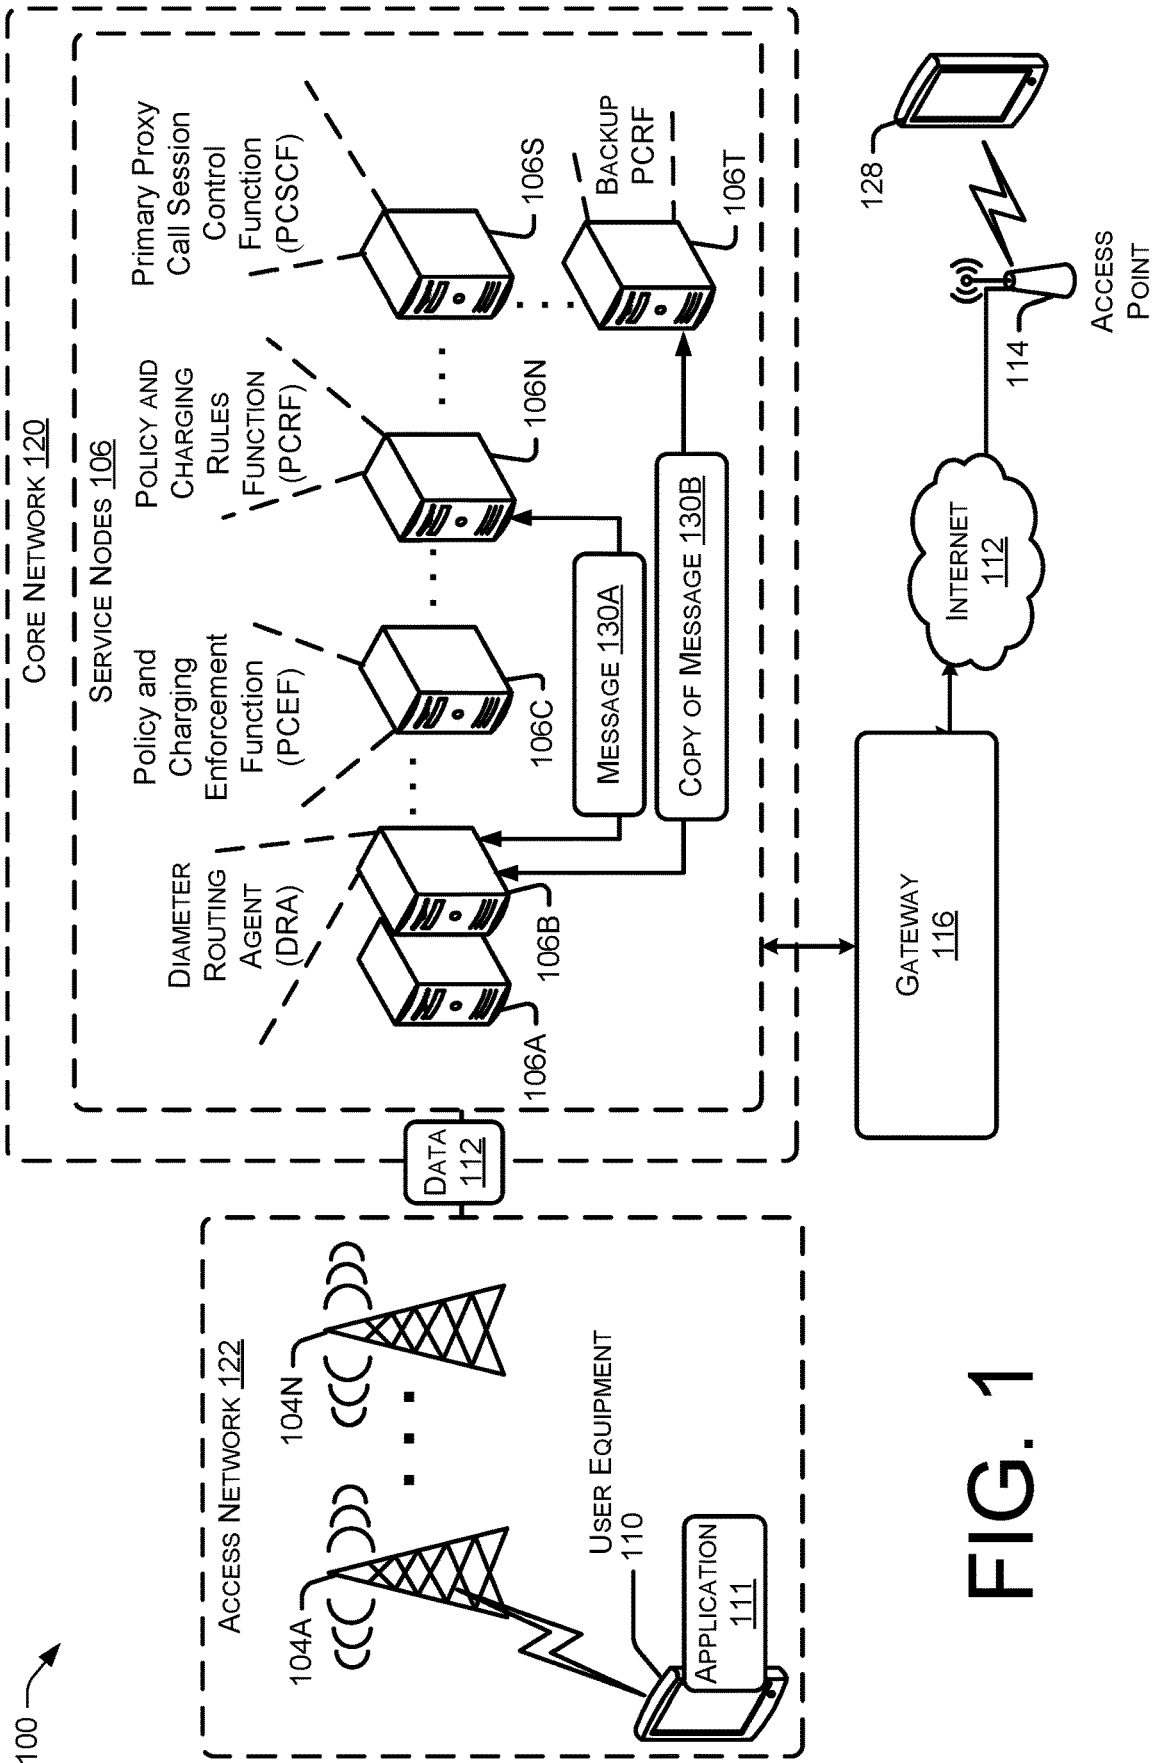 100
ACCESS NETWORK 122
104A
104N
USER EQUIPMENT
110
APPLICATION
111
DATA
112
CORE NETWORK 120
SERVICE NODES 106
DIAMETER
ROUTING
AGENT
(DRA)
Policy and
Charging
Enforcement
Function
(PCEF)
POLICY AND
CHARGING
RULES
FUNCTION
(PCRF)
Primary Proxy
Call Session
Control
Function
(PCSCF)
106A
106B
106C
106N
106S
BACKUP
PCRF
106T
MESSAGE 130A
COPY OF MESSAGE 130B
GATEWAY
116
INTERNET
112
114
ACCESS
POINT
128
FIG. 1